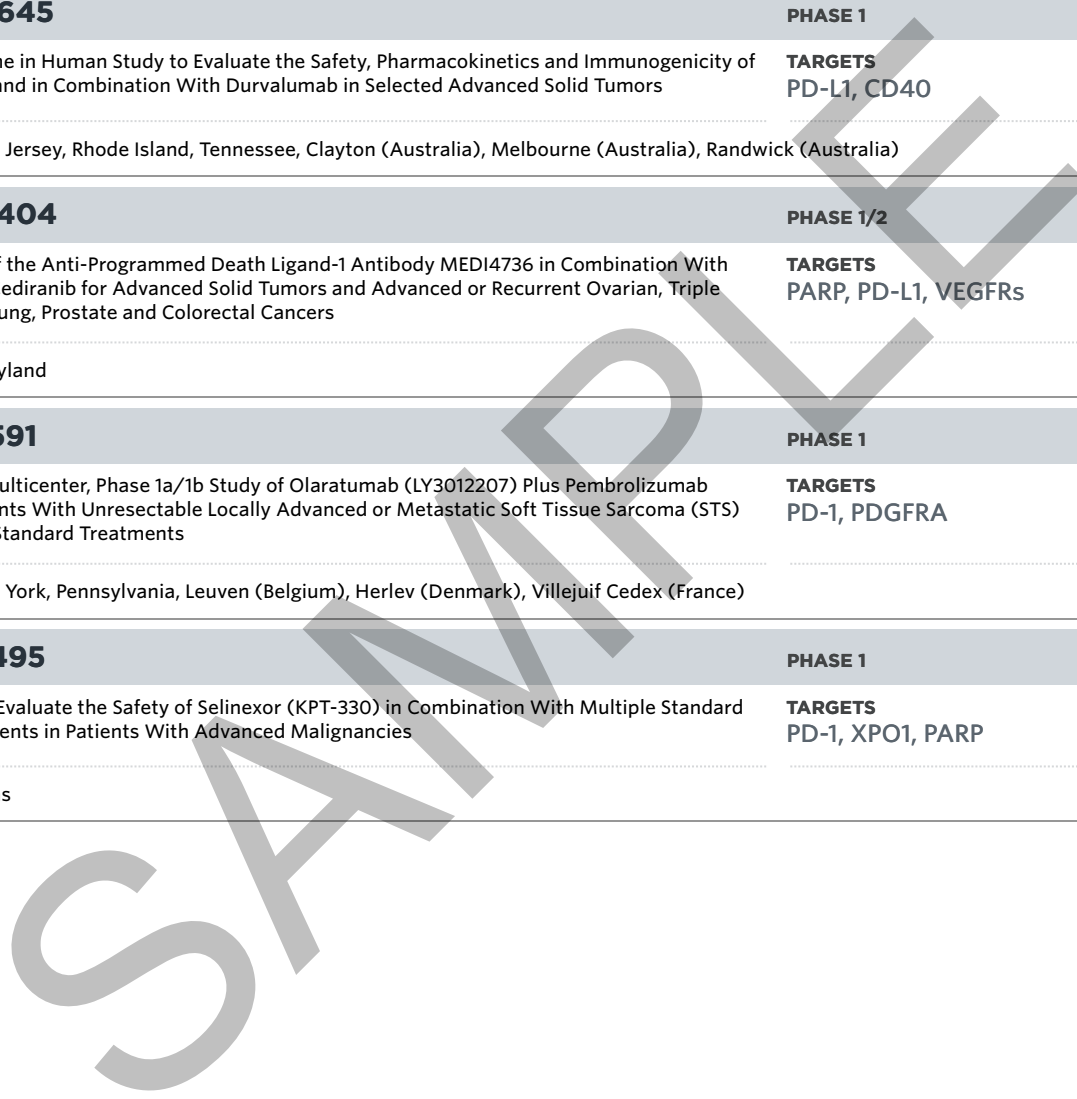 645 PHASE 1
ne in Human Study to Evaluate the Safety, Pharmacokinetics and Immunogenicity of
and in Combination With Durvalumab in Selected Advanced Solid Tumors
TARGETS
PD-L1, CD40
Jersey, Rhode Island, Tennessee, Clayton (Australia), Melbourne (Australia), Randwick (Australia)
404 PHASE 1/2
f the Anti-Programmed Death Ligand-1 Antibody MEDI4736 in Combination With
ediranib for Advanced Solid Tumors and Advanced or Recurrent Ovarian, Triple
ung, Prostate and Colorectal Cancers
TARGETS
PARP, PD-L1, VEGFRs
yland
591 PHASE 1
ulticenter, Phase 1a/1b Study of Olaratumab (LY3012207) Plus Pembrolizumab
nts With Unresectable Locally Advanced or Metastatic Soft Tissue Sarcoma (STS)
Standard Treatments
TARGETS
PD-1, PDGFRA
York, Pennsylvania, Leuven (Belgium), Herlev (Denmark), Villejuif Cedex (France)
495 PHASE 1
Evaluate the Safety of Selinexor (KPT-330) in Combination With Multiple Standard
ents in Patients With Advanced Malignancies
TARGETS
PD-1, XPO1, PARP
s
SAMPLE